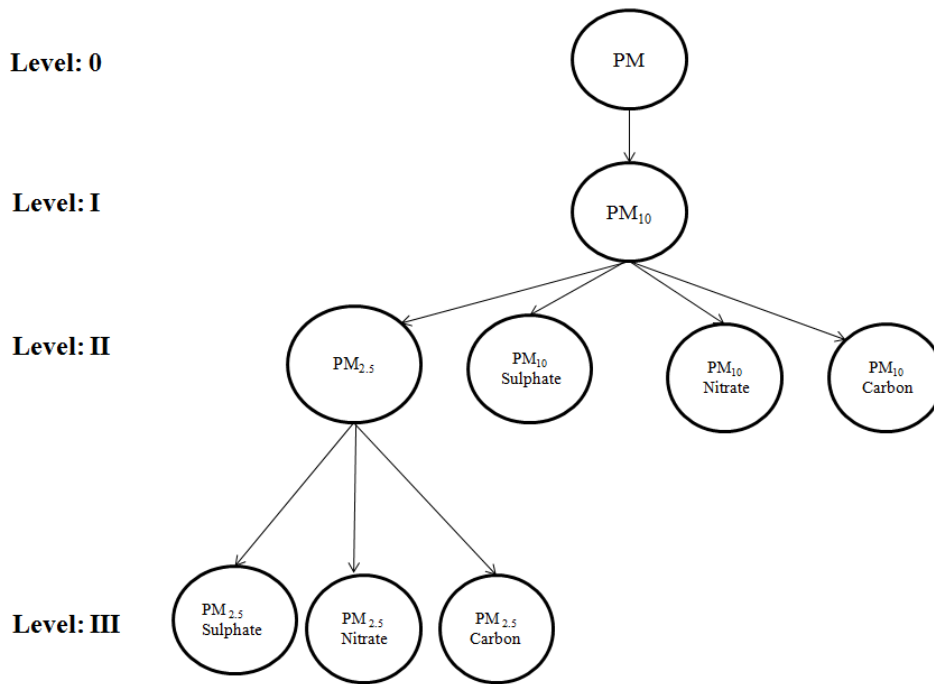 Level: 0
PM
Level: I
PM₁₀
Level: II
PM₂.₅
PM₁₀
Sulphate
PM₁₀
Nitrate
PM₁₀
Carbon
Level: III
PM ₂.₅
Sulphate
PM ₂.₅
Nitrate
PM ₂.₅
Carbon